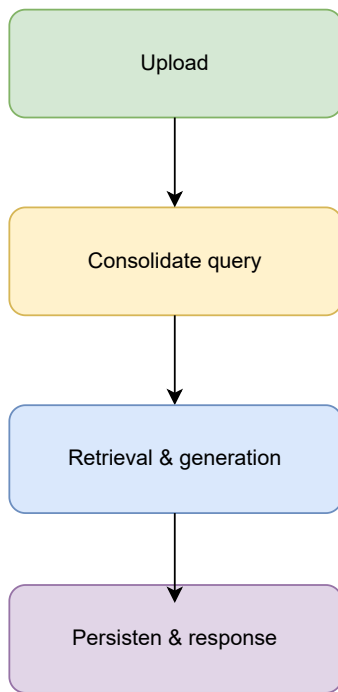 Upload
Consolidate query
Retrieval & generation
Persisten & response